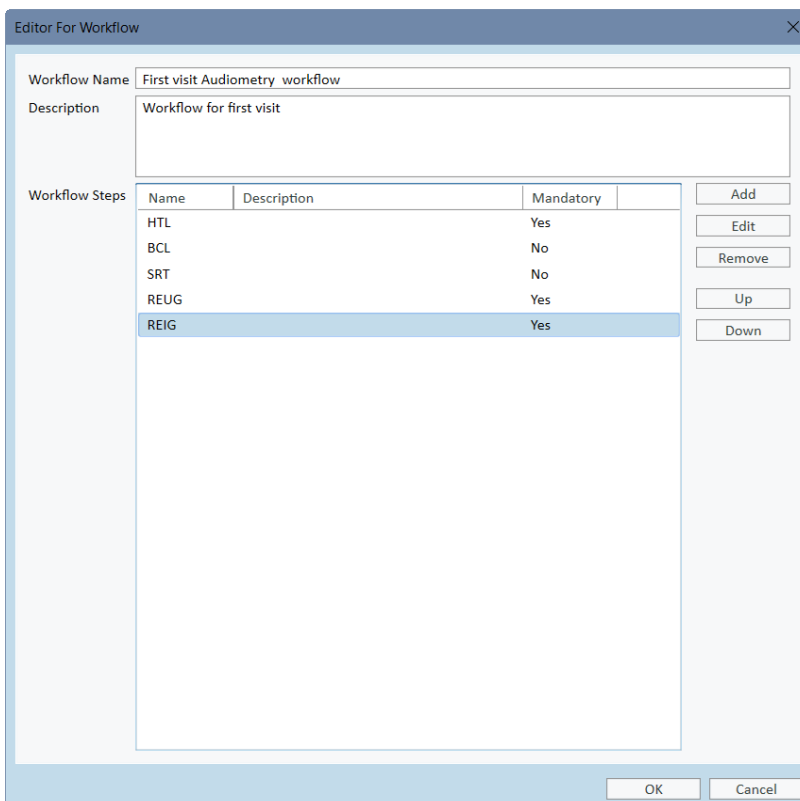 Editor For Workflow
Workflow Name First visit Audiometry  workflow
Description Workflow for first visit
Workflow Steps Name Description Mandatory Add
HTL Yes Edit
BCL No Remove
SRT No
REUG Yes Up
REIG Yes Down
OK Cancel